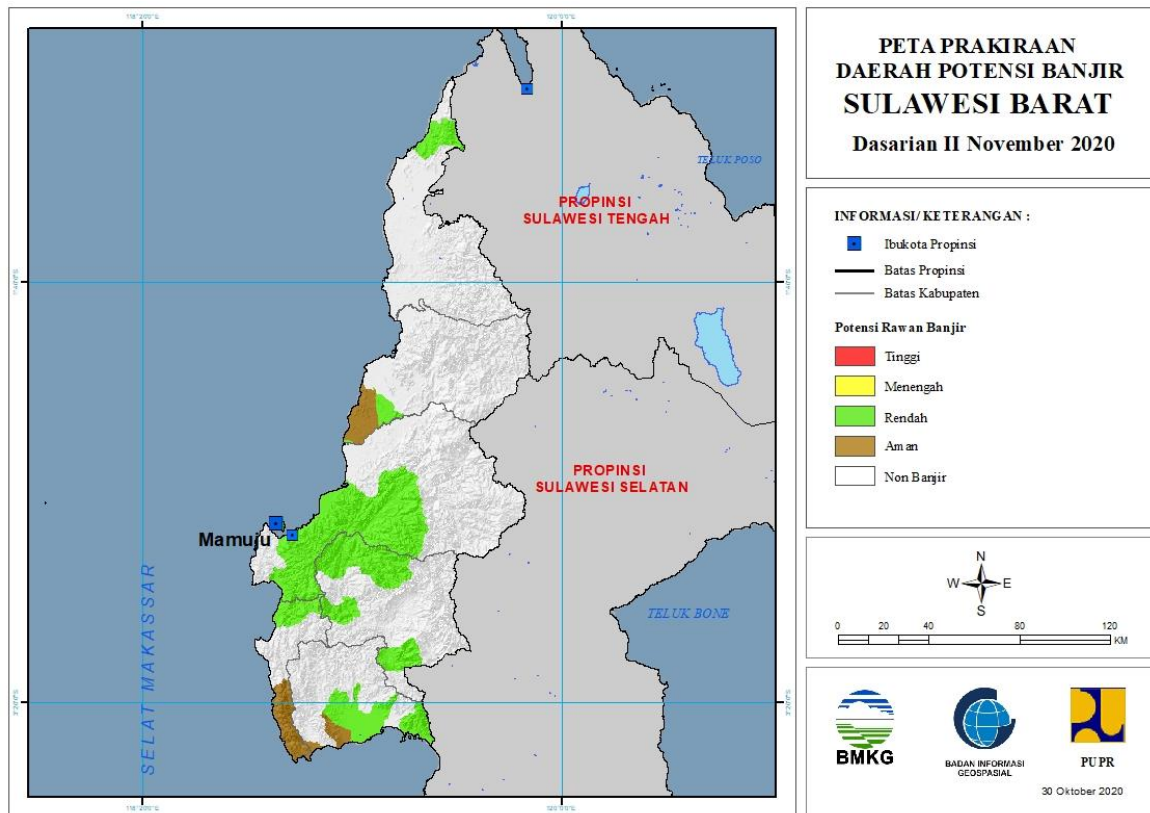 PETA PRAKIRAAN
DAERAH POTENSI BANJIR
SULAWESI BARAT
Dasarian II November 2020
INFORMASI/ KETERANGAN :
Ibukota Propinsi
Batas Propinsi
Batas Kabupaten
Potensi Rawan Banjir
Tinggi
Menengah
Rendah
Aman
Non Banjir
N
W E
S
0 20 40 80 120
KM
BMKG
BADAN INFORMASI
GEOSPASIAL
PUPR
30 Oktober 2020
TELUK POSO
PROPINSI
SULAWESI TENGAH
PROPINSI
SULAWESI SELATAN
Mamuju
SELAT MAKASSAR
TELUK BONE